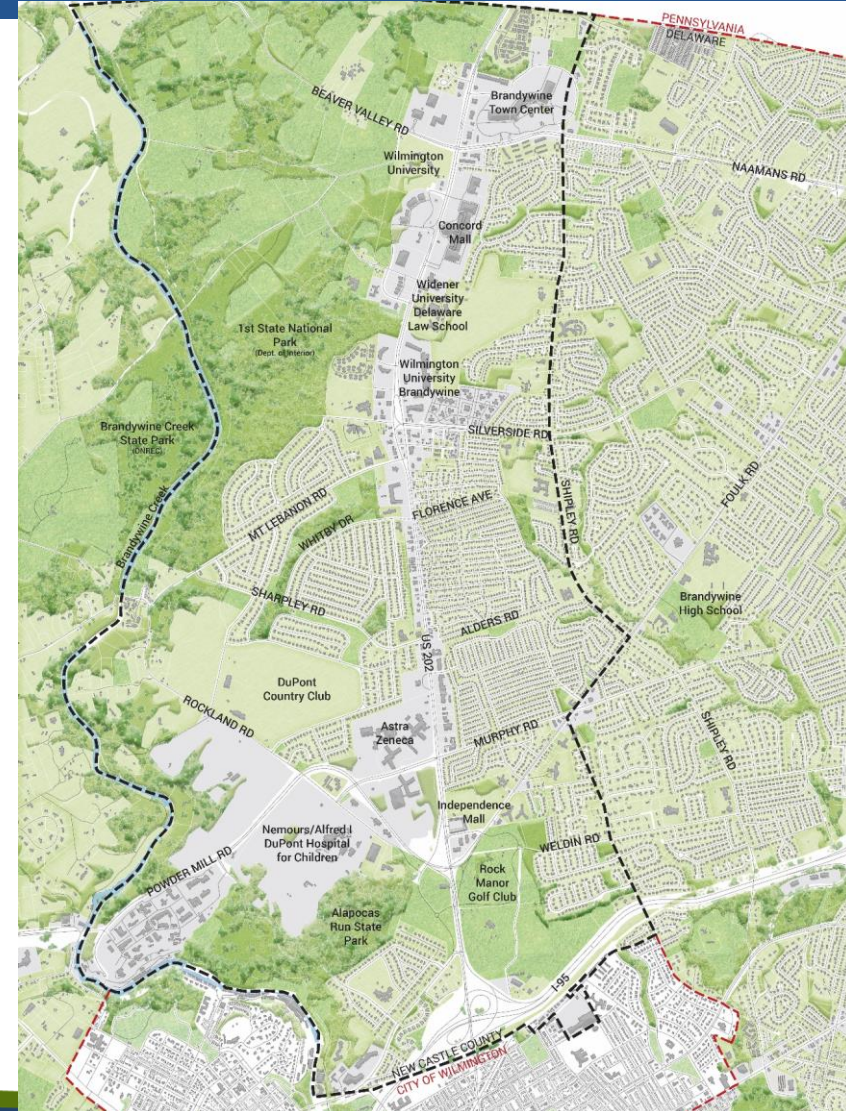 PENNSYLVANIA
DELAWARE
BEAVER VALLEY RD
Brandywine
Town Center
Wilmington
University
NAAMANS RD
Concord
Mall
Widener
University
Delaware
Law School
1st State National
Park
(Dept. of Interior)
Wilmington
University
Brandywine
Brandywine Creek
State Park
(DNREC)
SILVERSIDE RD
FOULK RD
Brandywine Creek
MT LEBANON RD
FLORENCE AVE
SHIPLEY RD
WHITBY DR
SHARPLEY RD
Brandywine
High School
ALDERS RD
US 202
DuPont
Country Club
ROCKLAND RD
Astra
Zeneca
MURPHY RD
SHIPLEY RD
Independence
Mall
Nemours/Alfred I
DuPont Hospital
for Children
WELDIN RD
POWDER MILL RD
Rock
Manor
Golf Club
Alapocas
Run State
Park
I-95
NEW CASTLE COUNTY
CITY OF WILMINGTON